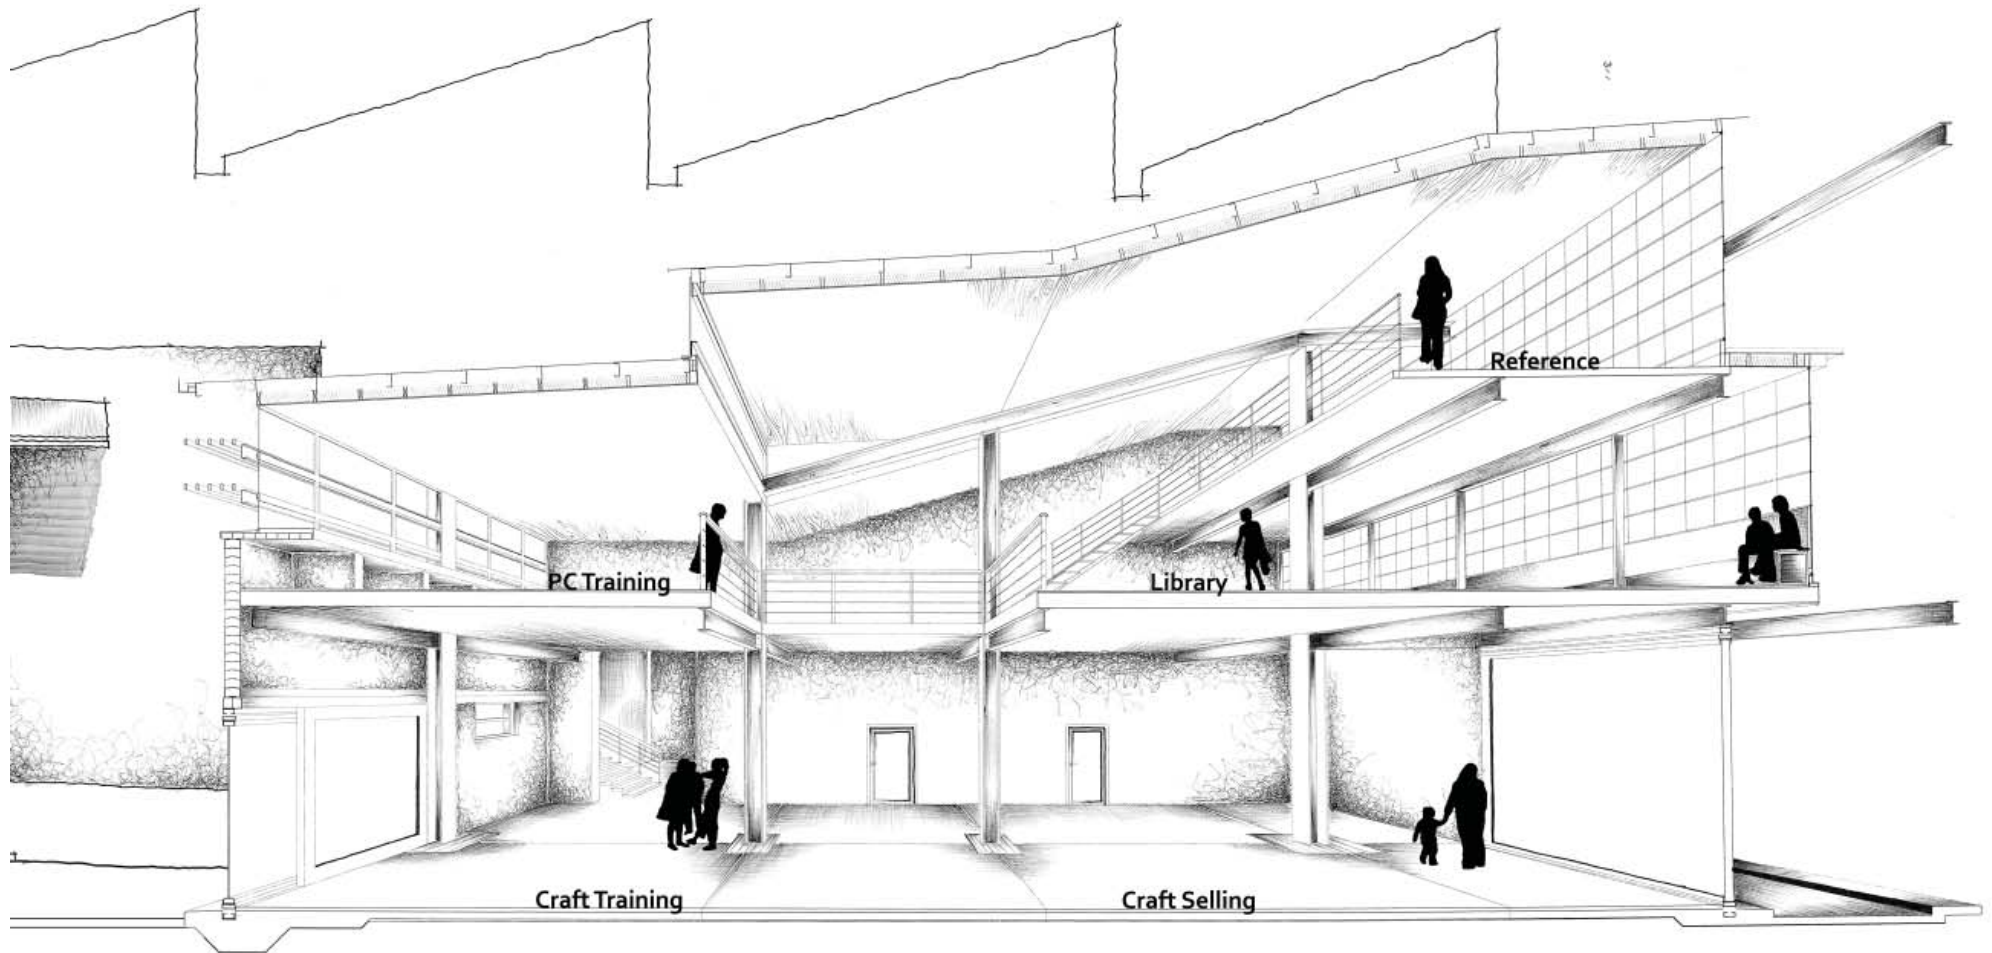 Reference
PC Training
Library
Craft Training
Craft Selling